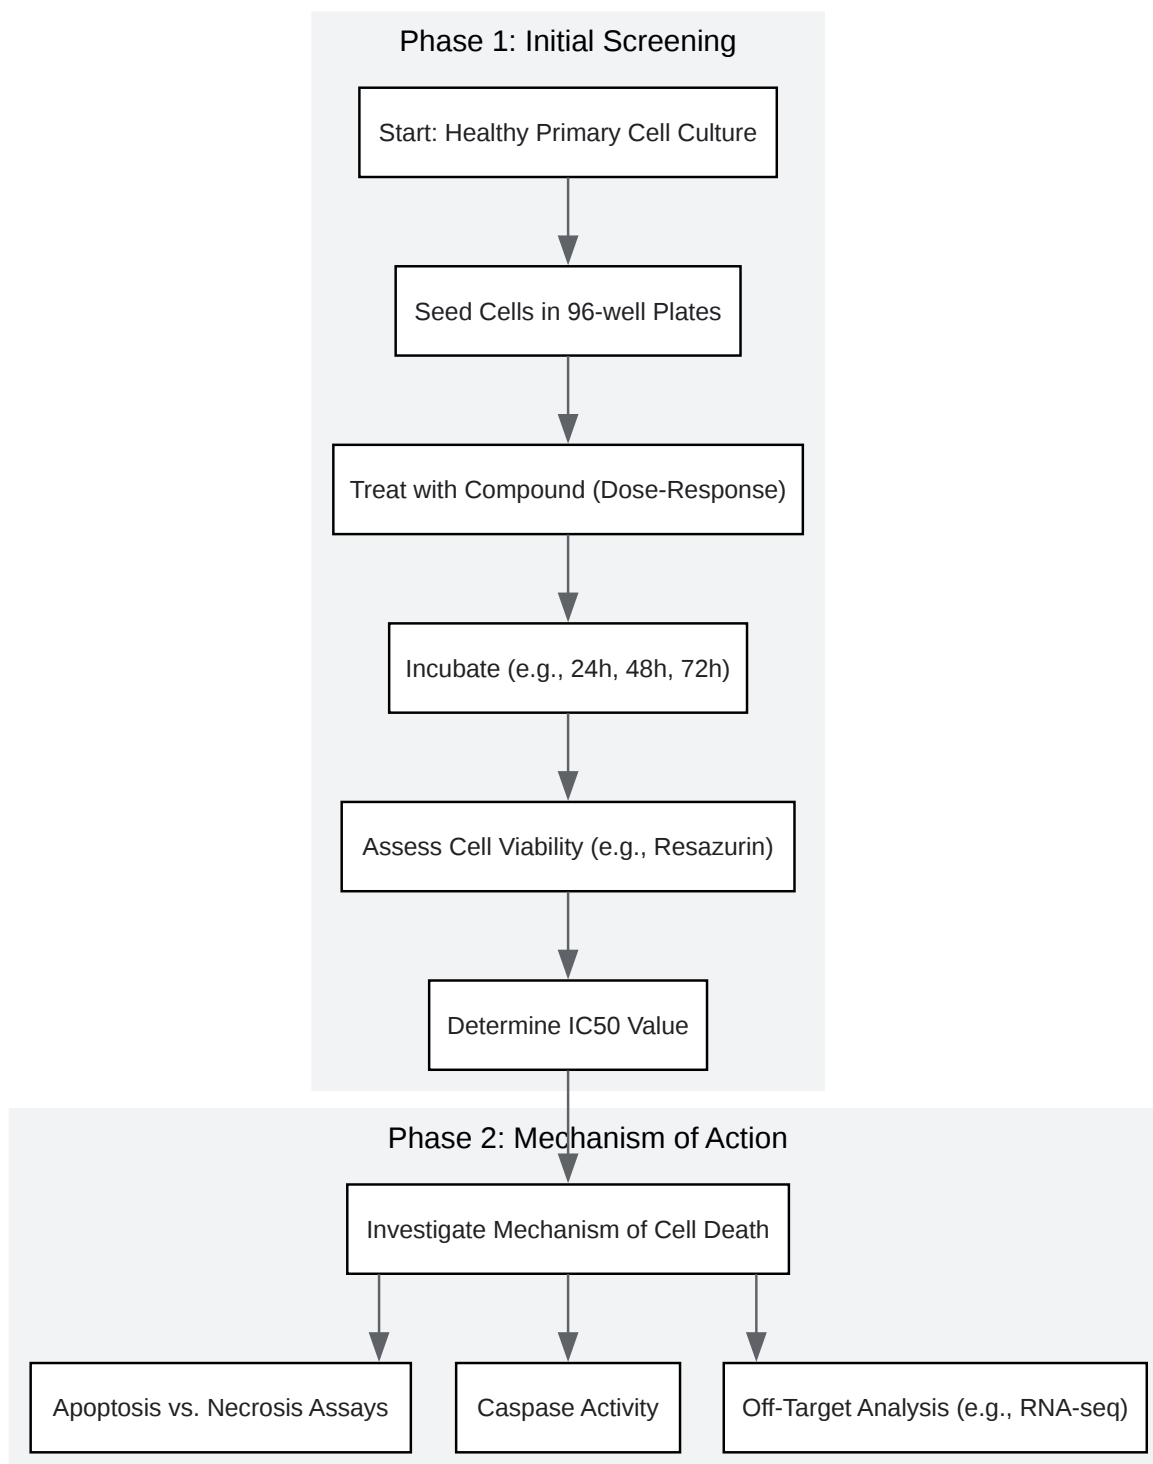 Phase 1: Initial Screening
Start: Healthy Primary Cell Culture
Seed Cells in 96-well Plates
Treat with Compound (Dose-Response)
Incubate (e.g., 24h, 48h, 72h)
Assess Cell Viability (e.g., Resazurin)
Determine IC50 Value
Phase 2: Mechanism of Action
Investigate Mechanism of Cell Death
Apoptosis vs. Necrosis Assays
Caspase Activity
Off-Target Analysis (e.g., RNA-seq)